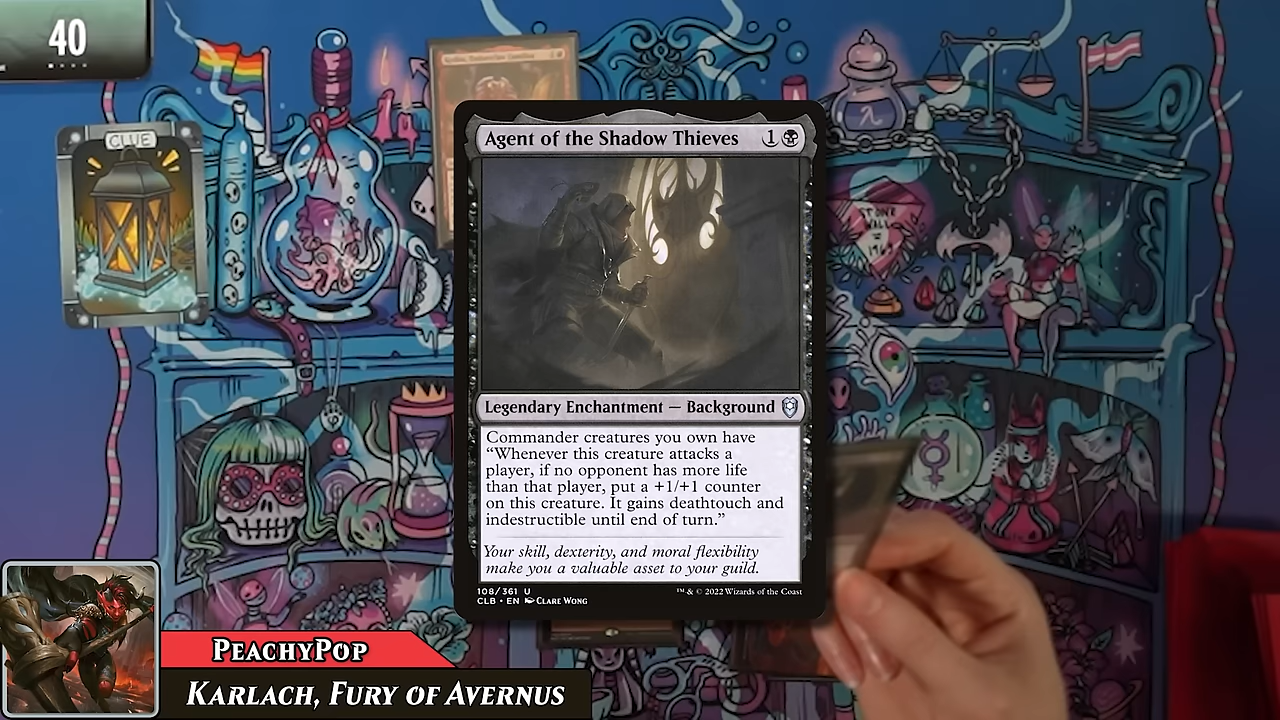 40
CLUE
Agent of the Shadow Thieves 1
Legendary Enchantment — Background
Commander creatures you own have
“Whenever this creature attacks a
player, if no opponent has more life
than that player, put a +1/+1 counter
on this creature. It gains deathtouch and
indestructible until end of turn.”
Your skill, dexterity, and moral flexibility
make you a valuable asset to your guild.
108/361 U
CLB • EN Clare Wong
™ & © 2022 Wizards of the Coast
PeachyPop
Karlach, Fury of Avernus